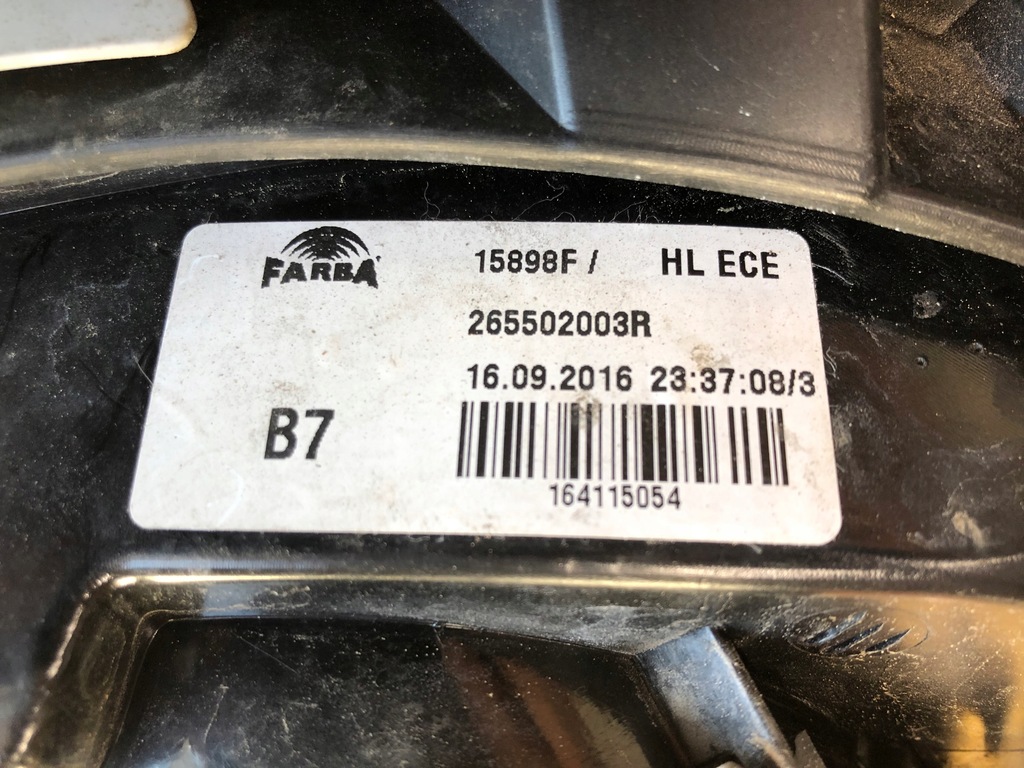 FARBA 15898F / HL ECE
265502003R
16.09.2016 23:37:08/3
B7
164115054